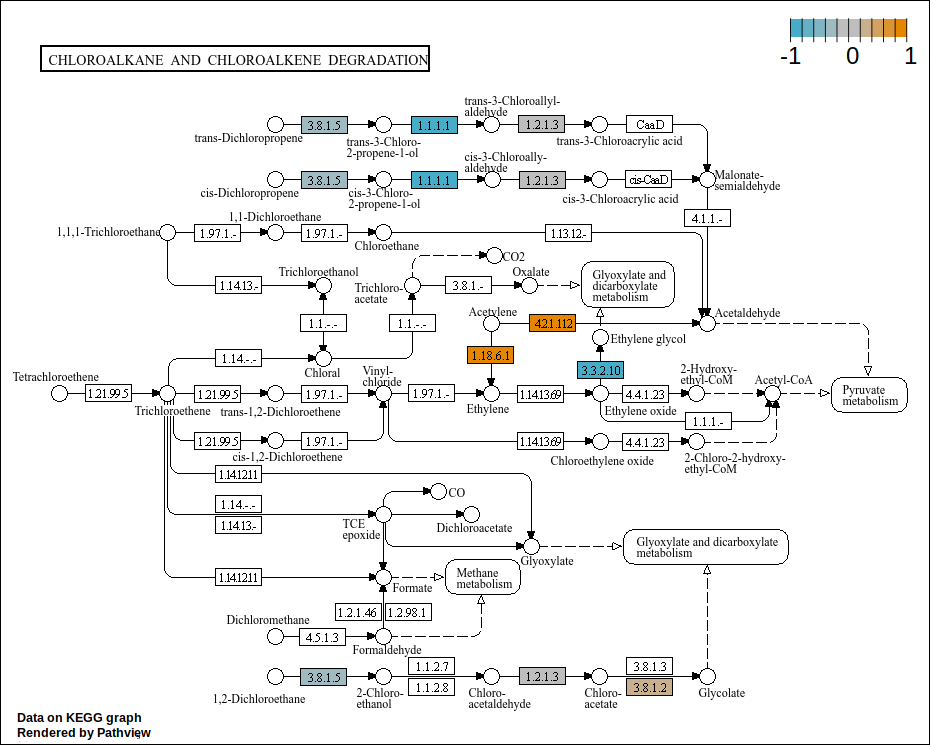 -1 0 1
CHLOROALKANE AND CHLOROALKENE DEGRADATION
trans-3-Chloroallyl-
aldehyde
3.8.1.5 1.1.1.1 1.2.1.3 CaaD
trans-Dichloropropene
trans-3-Chloro-
2-propene-1-ol
trans-3-Chloroacrylic acid
cis-3-Chloroally-
aldehyde
3.8.1.5 1.1.1.1 1.2.1.3 cis-CaaD
Malonate-
semialdehyde
cis-Dichloropropene
cis-3-Chloro-
2-propene-1-ol
cis-3-Chloroacrylic acid
4.1.1.-
1,1-Dichloroethane
1,1,1-Trichloroethane 1.97.1.- 1.97.1.- 1.13.12.-
Chloroethane
CO2
Trichloroethanol
Oxalate
Glyoxylate and
dicarboxylate
metabolism
1.14.13.-
Trichloro-
acetate
3.8.1.-
Acetylene
Acetaldehyde
1.1.-.- 1.1.-.- 4.2.1.112
Ethylene glycol
1.14.-.- 1.18.6.1
Chloral
3.3.2.10
Tetrachloroethene
Vinyl-
chloride
2-Hydroxy-
ethyl-CoM
Acetyl-CoA
1.21.99.5 1.21.99.5 1.97.1.- 1.97.1.- 1.14.13.69 4.4.1.23
Pyruvate
metabolism
Trichloroethene trans-1,2-Dichloroethene Ethylene Ethylene oxide
1.1.1.-
1.21.99.5 1.97.1.- 1.14.13.69 4.4.1.23
cis-1,2-Dichloroethene Chloroethylene oxide
2-Chloro-2-hydroxy-
ethyl-CoM
1.14.12.11
CO
1.14.-.-
1.14.13.-
TCE
epoxide
Dichloroacetate
Glyoxylate
Glyoxylate and dicarboxylate
metabolism
1.14.12.11
Formate
Methane
metabolism
1.2.1.46 1.2.98.1
Dichloromethane
4.5.1.3
Formaldehyde
1.1.2.7 3.8.1.3
3.8.1.5 1.2.1.3
1.1.2.8 3.8.1.2
1,2-Dichloroethane
2-Chloro-
ethanol
Chloro-
acetaldehyde
Chloro-
acetate
Glycolate
Data on KEGG graph
Rendered by Pathview